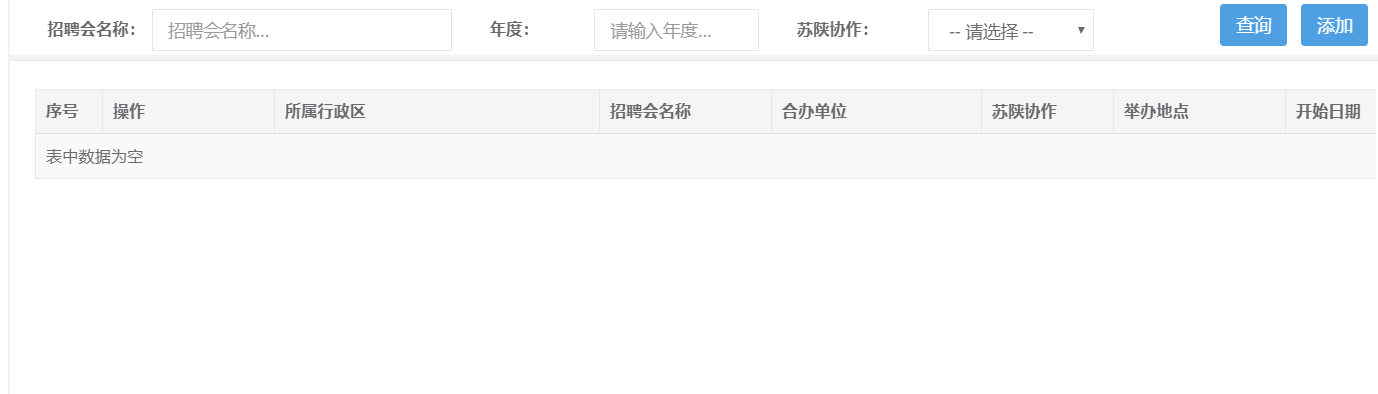 招聘会名称： 招聘会名称... 年度： 请输入年度... 苏陕协作： -- 请选择 -- 查询 添加
序号 操作 所属行政区 招聘会名称 合办单位 苏陕协作 举办地点 开始日期
表中数据为空